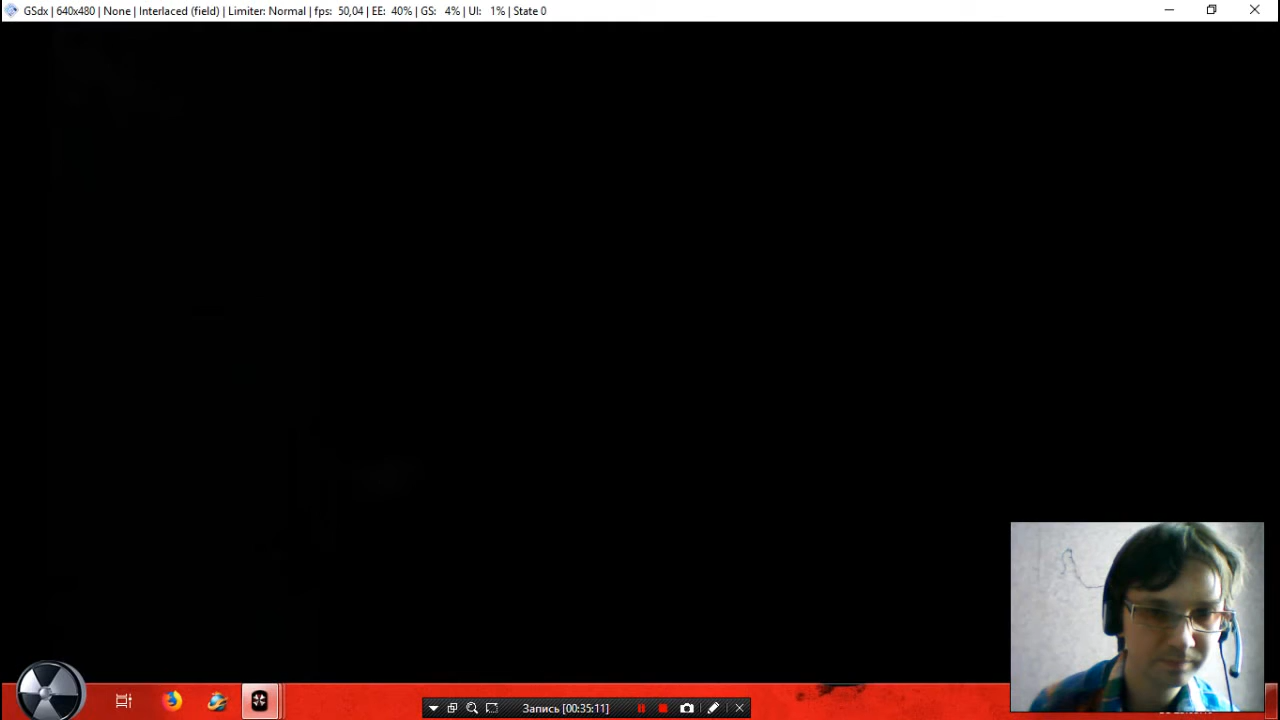 GSdx | 640x480 | None | Interlaced (field) | Limiter: Normal | fps: 50,04 | EE: 40% | GS: 4% | UI: 1% | State 0
Запись [00:35:11]